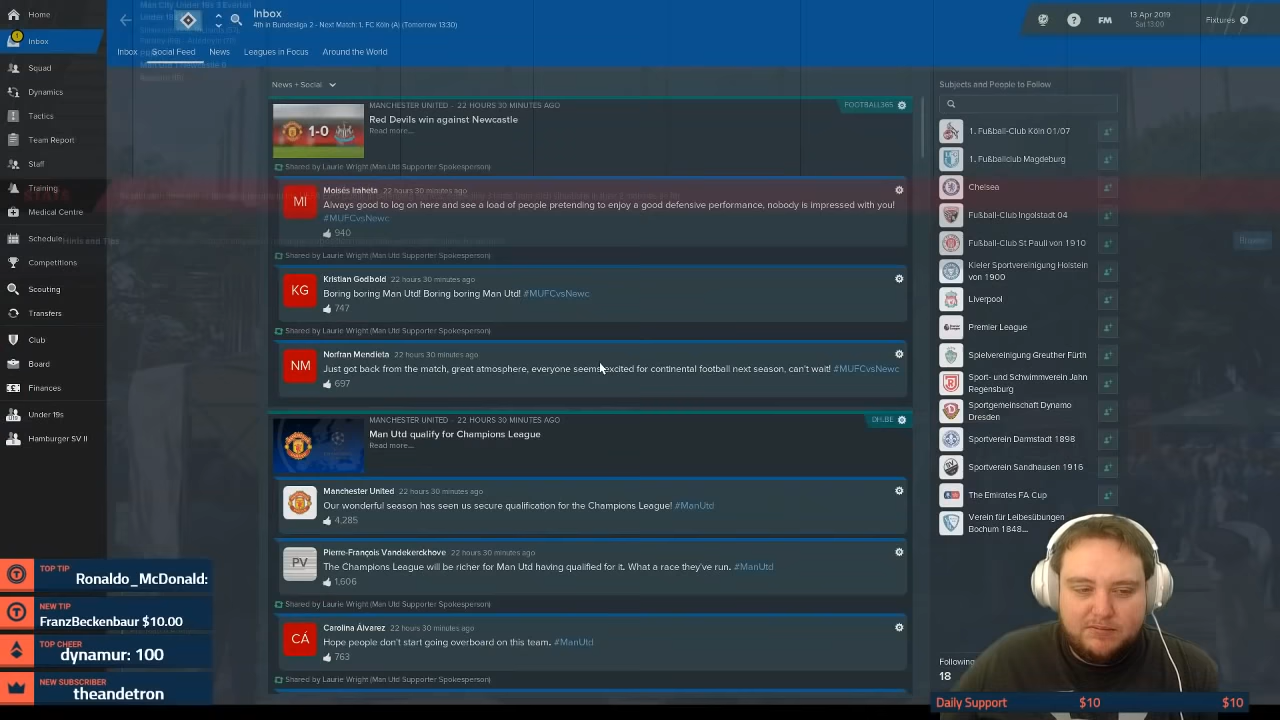 Home
Inbox
Squad
Dynamics
Tactics
Team Report
Staff
Training
Medical Centre
Schedule
Competitions
Scouting
Transfers
Club
Board
Finances
Under 19s
Hamburger SV II
Inbox
4th in Bundesliga 2 - Next Match: 1. FC Köln (A) (Tomorrow 13:30)
FM
13 Apr 2019
Sat 13:00
Fixtures
Inbox Social Feed News Leagues in Focus Around the World
News + Social
MANCHESTER UNITED - 22 HOURS 30 MINUTES AGO
FOOTBALL365
Red Devils win against Newcastle
Read more...
1-0
Shared by Laurie Wright (Man Utd Supporter Spokesperson)
MI
Moisés Iraheta 22 hours 30 minutes ago
Always good to log on here and see a load of people pretending to enjoy a good defensive performance, nobody is impressed with you!
#MUFCvsNewc
940
Shared by Laurie Wright (Man Utd Supporter Spokesperson)
KG
Kristian Godbold 22 hours 30 minutes ago
Boring boring Man Utd! Boring boring Man Utd! #MUFCvsNewc
747
Shared by Laurie Wright (Man Utd Supporter Spokesperson)
NM
Norfran Mendieta 22 hours 30 minutes ago
Just got back from the match, great atmosphere, everyone seems excited for continental football next season, can't wait! #MUFCvsNewc
697
MANCHESTER UNITED - 22 HOURS 30 MINUTES AGO
DH.BE
Man Utd qualify for Champions League
Read more...
Manchester United 22 hours 30 minutes ago
Our wonderful season has seen us secure qualification for the Champions League! #ManUtd
4,285
PV
Pierre-François Vandekerckhove 22 hours 30 minutes ago
The Champions League will be richer for Man Utd having qualified for it. What a race they've run. #ManUtd
1,606
Shared by Laurie Wright (Man Utd Supporter Spokesperson)
CÁ
Carolina Álvarez 22 hours 30 minutes ago
Hope people don't start going overboard on this team. #ManUtd
763
Shared by Laurie Wright (Man Utd Supporter Spokesperson)
Subjects and People to Follow
1. Fußball-Club Köln 01/07
1. Fußballclub Magdeburg
Chelsea
Fußball-Club Ingolstadt 04
Fußball-Club St Pauli von 1910
Kieler Sportvereinigung Holstein
von 1900
Liverpool
Premier League
Spielvereinigung Greuther Fürth
Sport- und Schwimmverein Jahn
Regensburg
Sportgemeinschaft Dynamo
Dresden
Sportverein Darmstadt 1898
Sportverein Sandhausen 1916
The Emirates FA Cup
Verein für Leibesübungen
Bochum 1848...
Following
18
TOP TIP
Ronaldo_McDonald:
NEW TIP
FranzBeckenbaur $10.00
TOP CHEER
dynamur: 100
NEW SUBSCRIBER
theandetron
Daily Support $10 $10